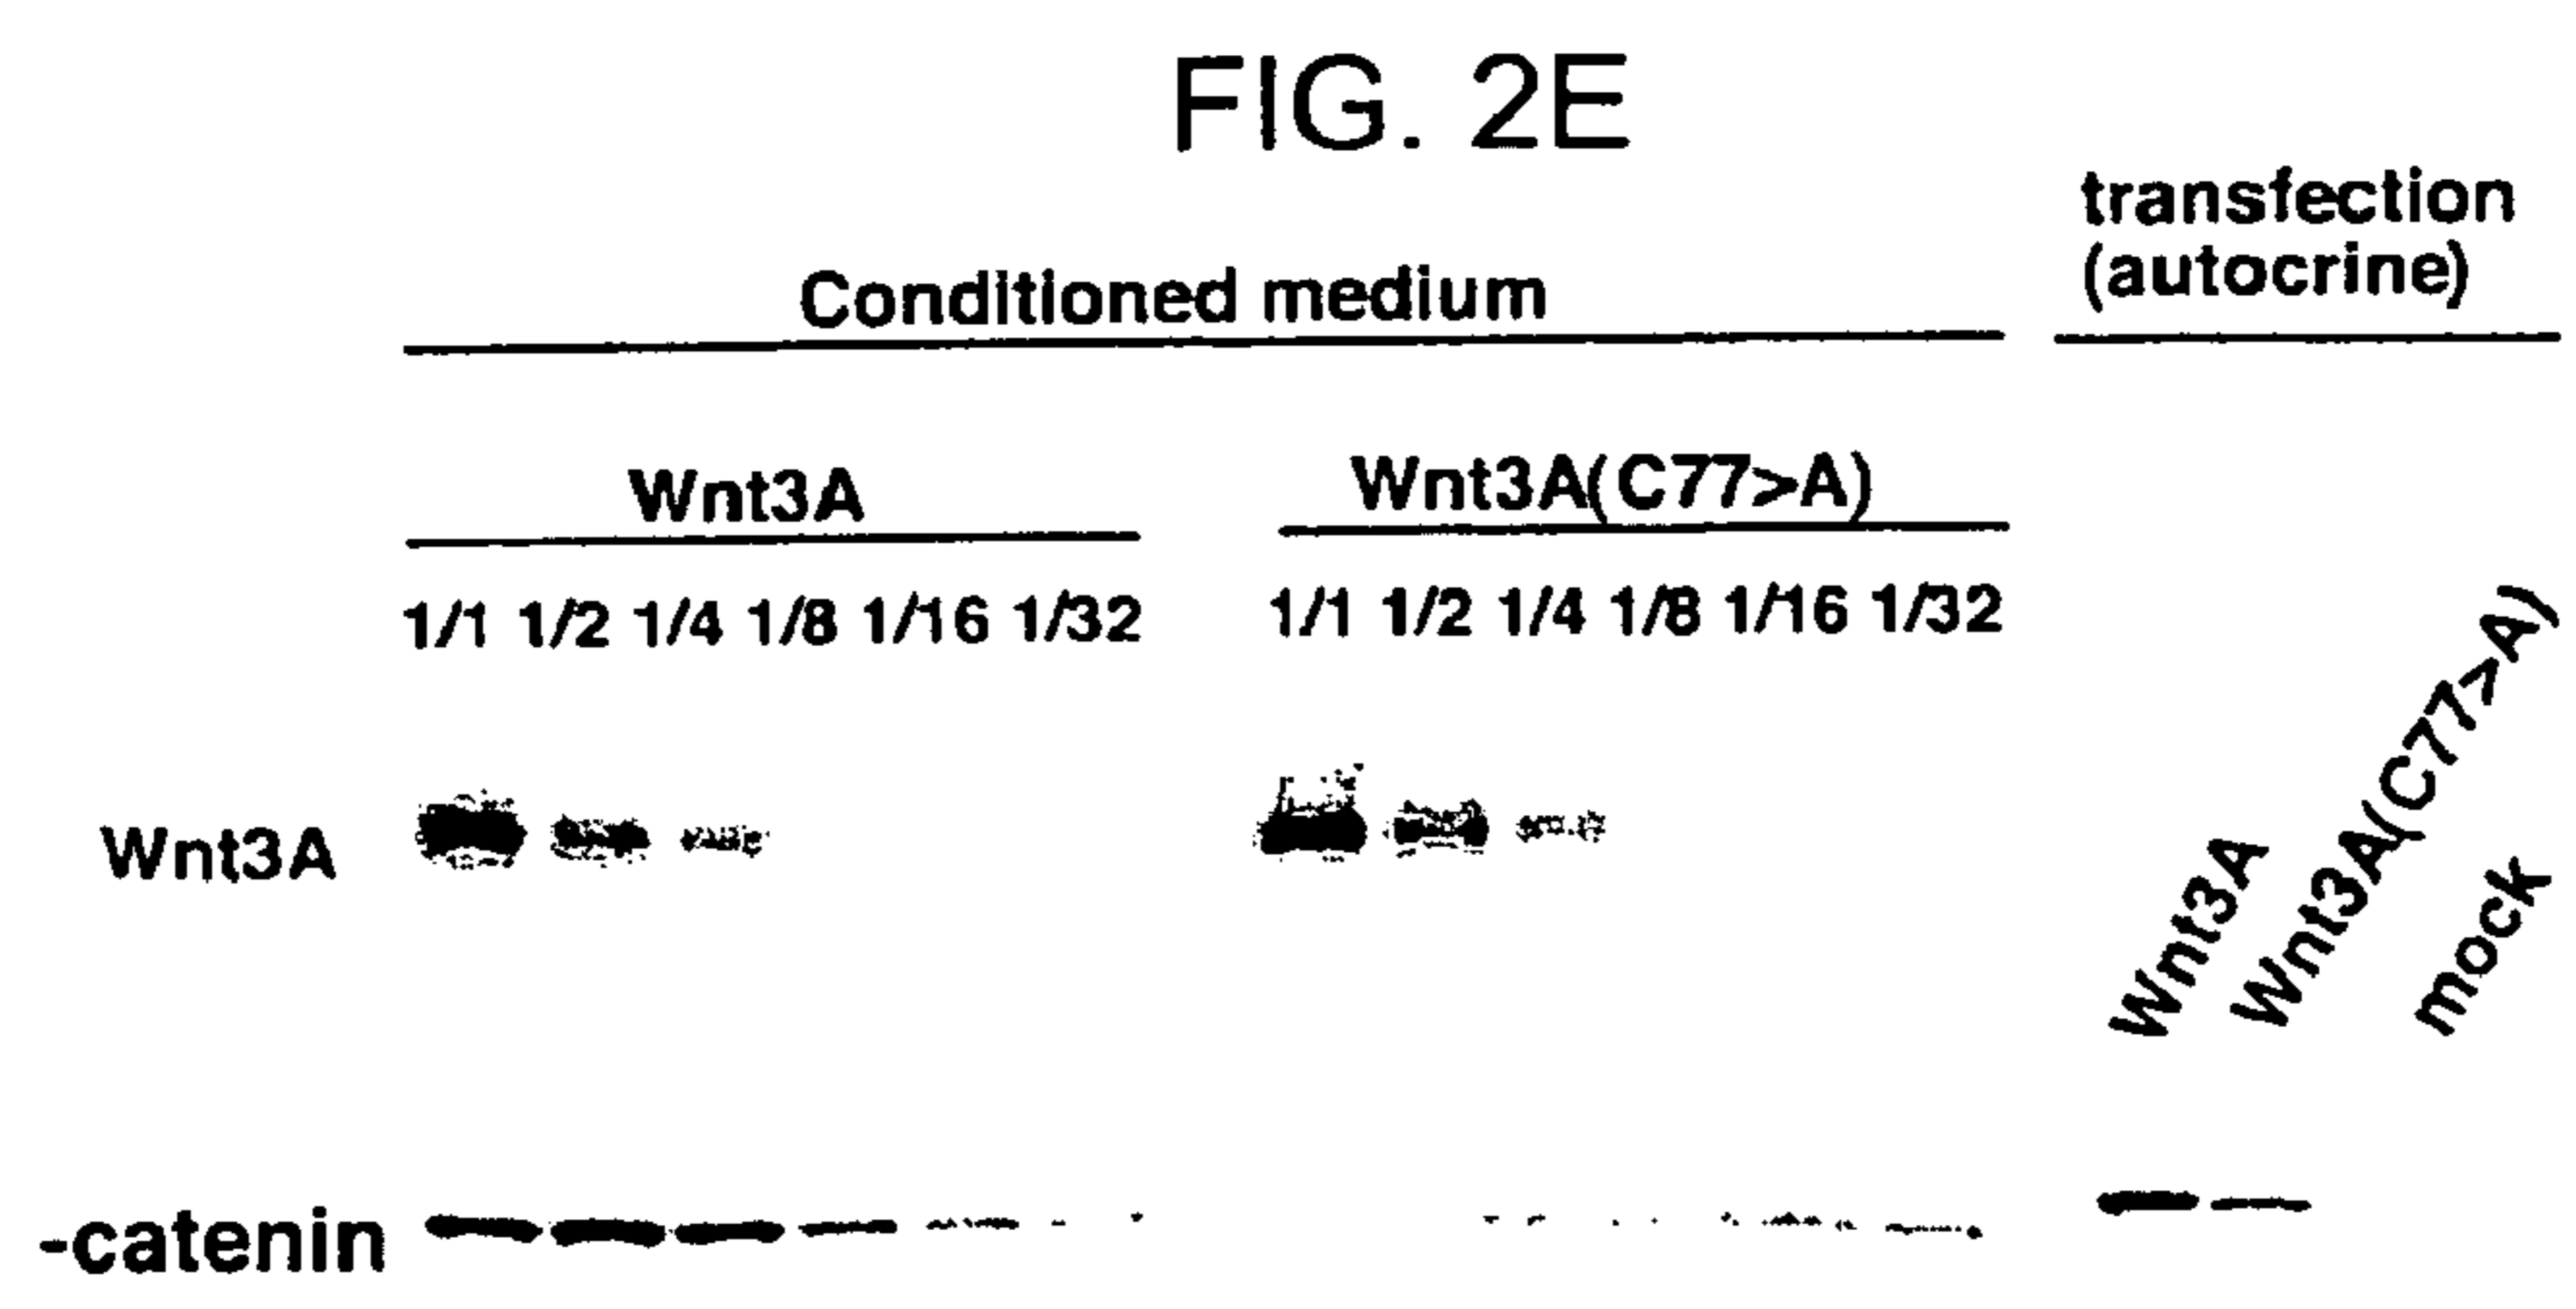 FIG. 2E
transfection
(autocrine)
Conditioned medium
Wnt3A
Wnt3A(C77>A)
1/1 1/2 1/4 1/8 1/16 1/32
1/1 1/2 1/4 1/8 1/16 1/32
Wnt3A
Wnt3A
Wnt3A(C77>A)
mock
-catenin